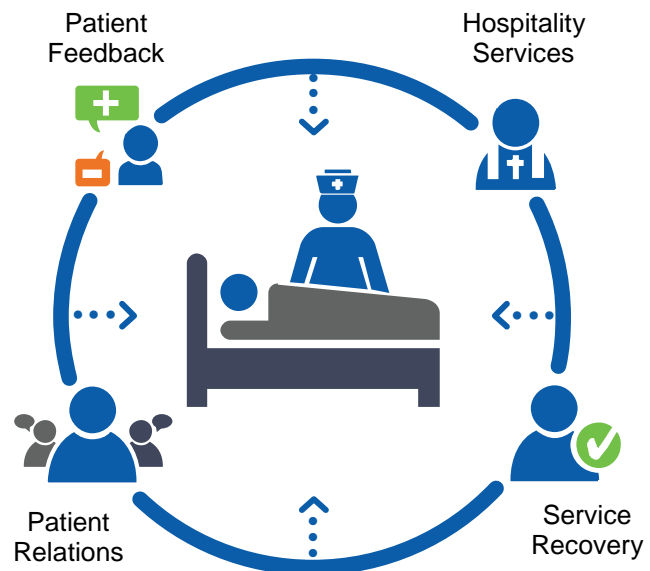 Patient
Feedback
Hospitality
Services
Patient
Relations
Service
Recovery